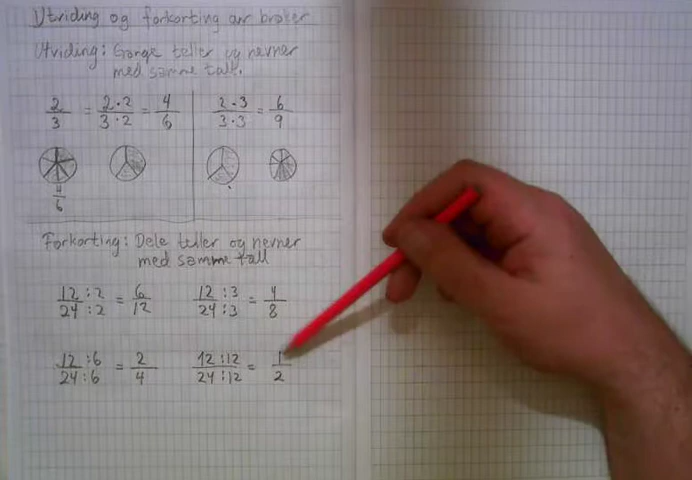 Utviding og forkorting av brøker
Utviding: Gange teller og nevner
med samme tall.
2/3 = 2·2/3·2 = 4/6
2·3/3·3 = 6/9
4/6
Forkorting: Dele teller og nevner
med samme tall
12:2/24:2 = 6/12
12:3/24:3 = 4/8
12:6/24:6 = 2/4
12:12/24:12 = 1/2